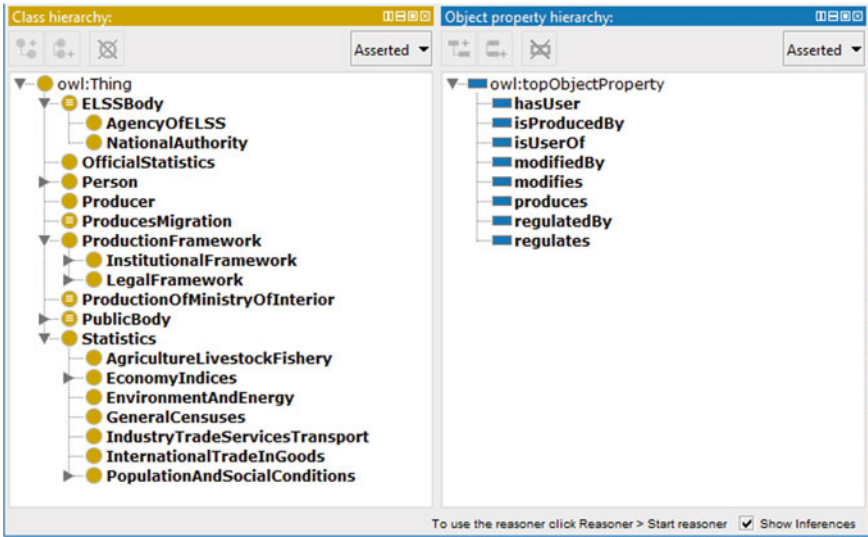 Class hierarchy:
Asserted
owl:Thing
ELSSBody
AgencyOfELSS
NationalAuthority
OfficialStatistics
Person
Producer
ProducesMigration
ProductionFramework
InstitutionalFramework
LegalFramework
ProductionOfMinistryOfInterior
PublicBody
Statistics
AgricultureLivestockFishery
EconomyIndices
EnvironmentAndEnergy
GeneralCensuses
IndustryTradeServicesTransport
InternationalTradeInGoods
PopulationAndSocialConditions
Object property hierarchy:
Asserted
owl:topObjectProperty
hasUser
isProducedBy
isUserOf
modifiedBy
modifies
produces
regulatedBy
regulates
To use the reasoner click Reasoner > Start reasoner Show Inferences